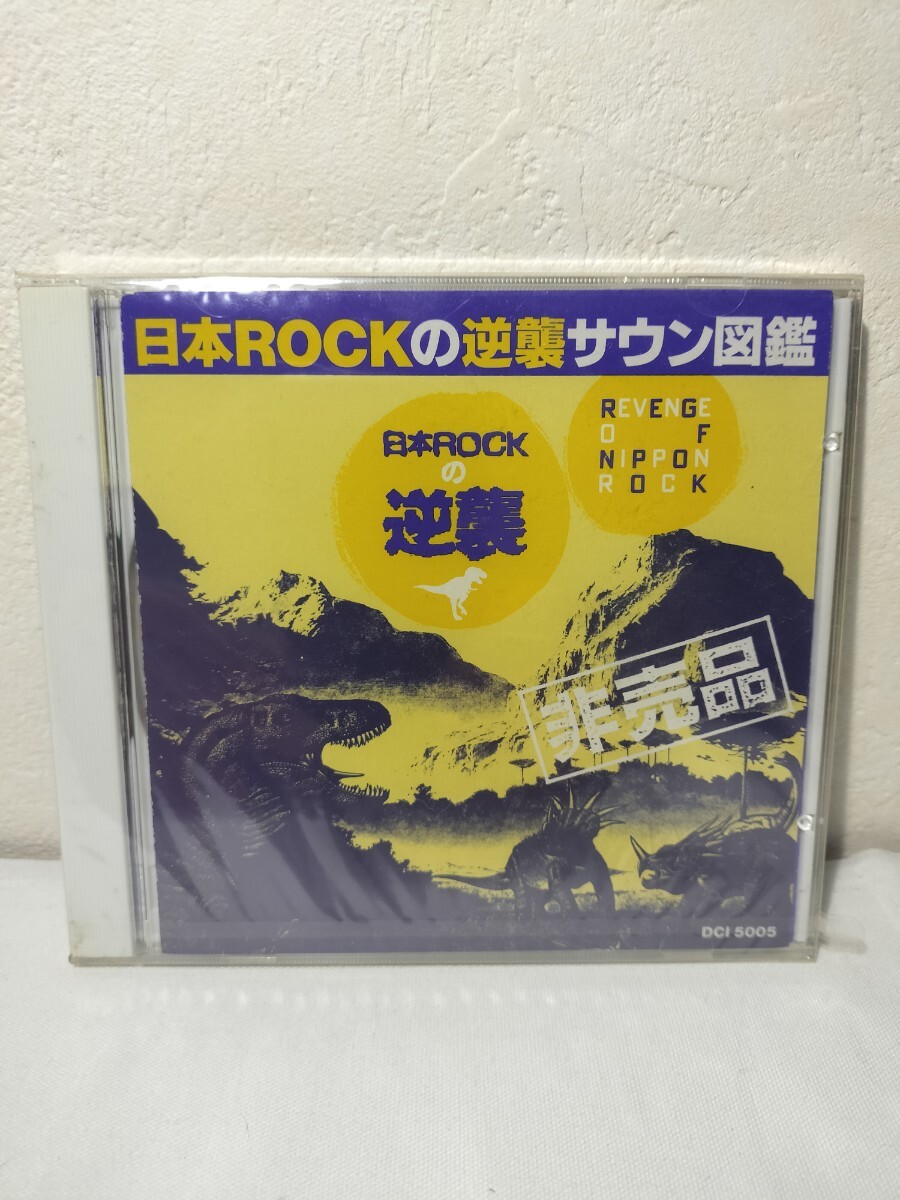 日本ROCKの逆襲サウン図鑑
日本ROCK
の
逆襲
REVENGE
OF
NIPPON
ROCK
非売品
DCI 5005